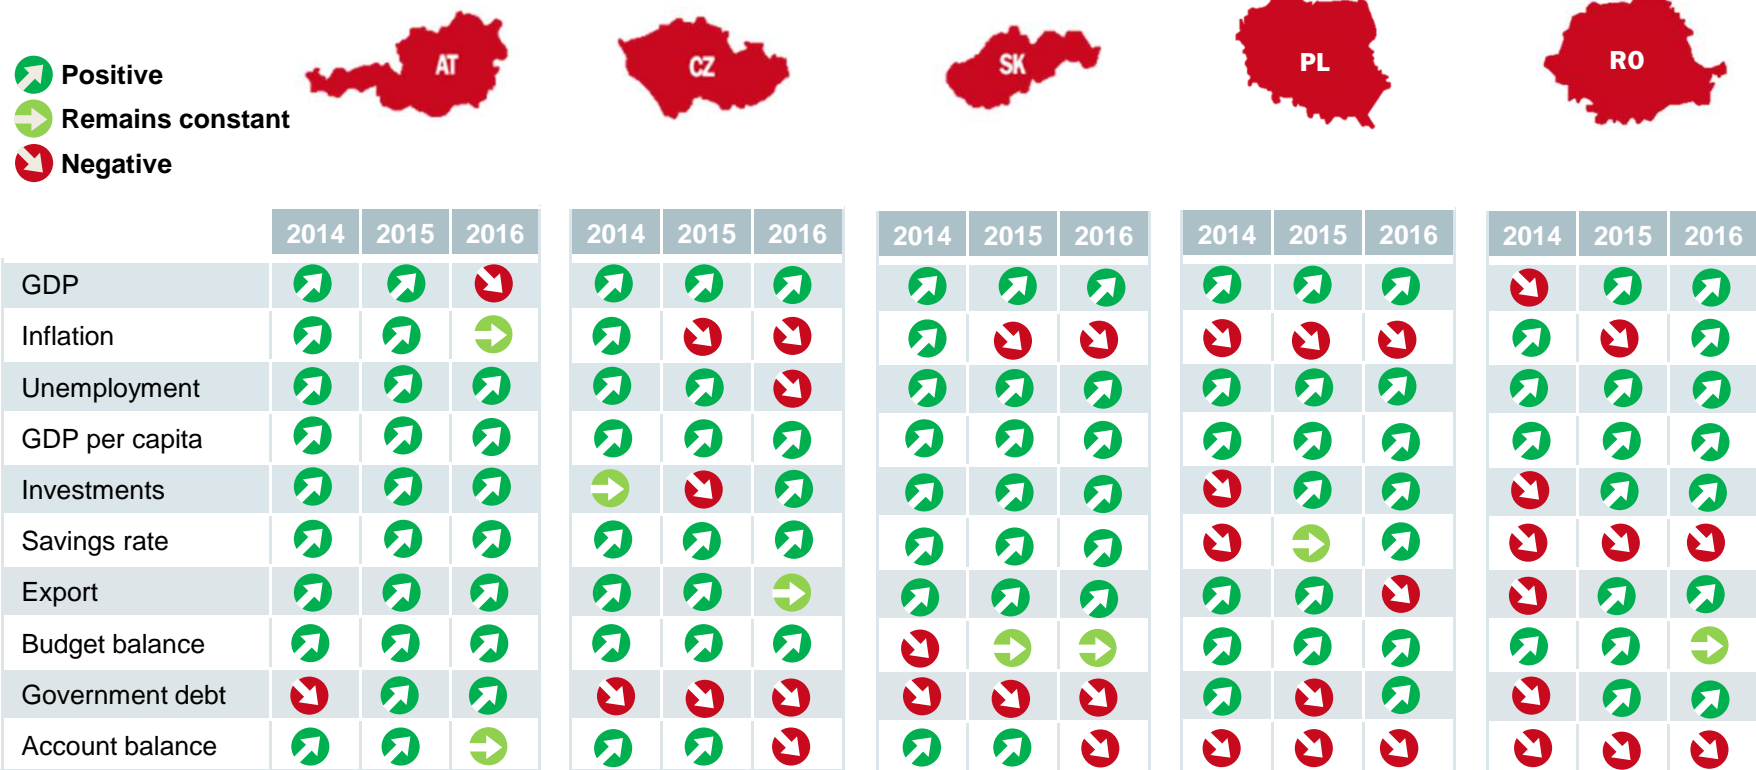 AT
CZ
SK
PL
RO
Positive
Remains constant
Negative
2014 2015 2016 2014 2015 2016 2014 2015 2016 2014 2015 2016 2014 2015 2016
GDP
Inflation
Unemployment
GDP per capita
Investments
Savings rate
Export
Budget balance
Government debt
Account balance